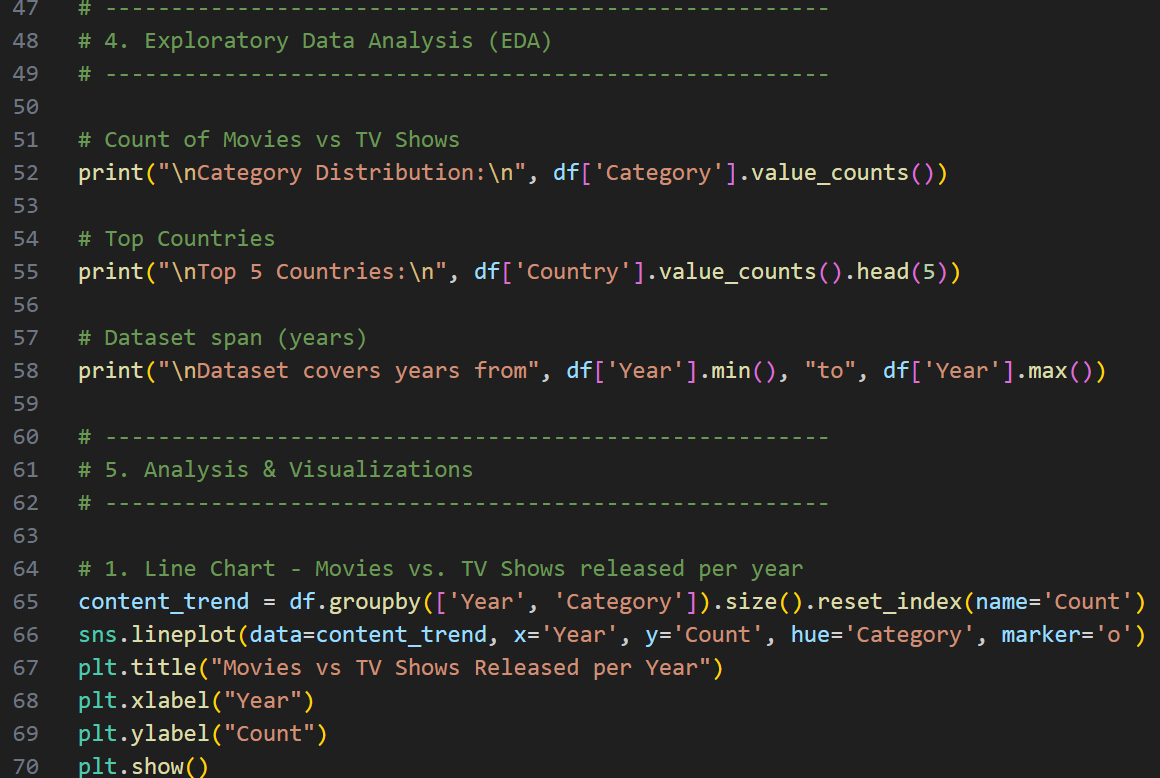 47 # -------------------------------------------------------
48 # 4. Exploratory Data Analysis (EDA)
49 # -------------------------------------------------------
50
51 # Count of Movies vs TV Shows
52 print("\nCategory Distribution:\n", df['Category'].value_counts())
53
54 # Top Countries
55 print("\nTop 5 Countries:\n", df['Country'].value_counts().head(5))
56
57 # Dataset span (years)
58 print("\nDataset covers years from", df['Year'].min(), "to", df['Year'].max())
59
60 # -------------------------------------------------------
61 # 5. Analysis & Visualizations
62 # -------------------------------------------------------
63
64 # 1. Line Chart - Movies vs. TV Shows released per year
65 content_trend = df.groupby(['Year', 'Category']).size().reset_index(name='Count')
66 sns.lineplot(data=content_trend, x='Year', y='Count', hue='Category', marker='o')
67 plt.title("Movies vs TV Shows Released per Year")
68 plt.xlabel("Year")
69 plt.ylabel("Count")
70 plt.show()